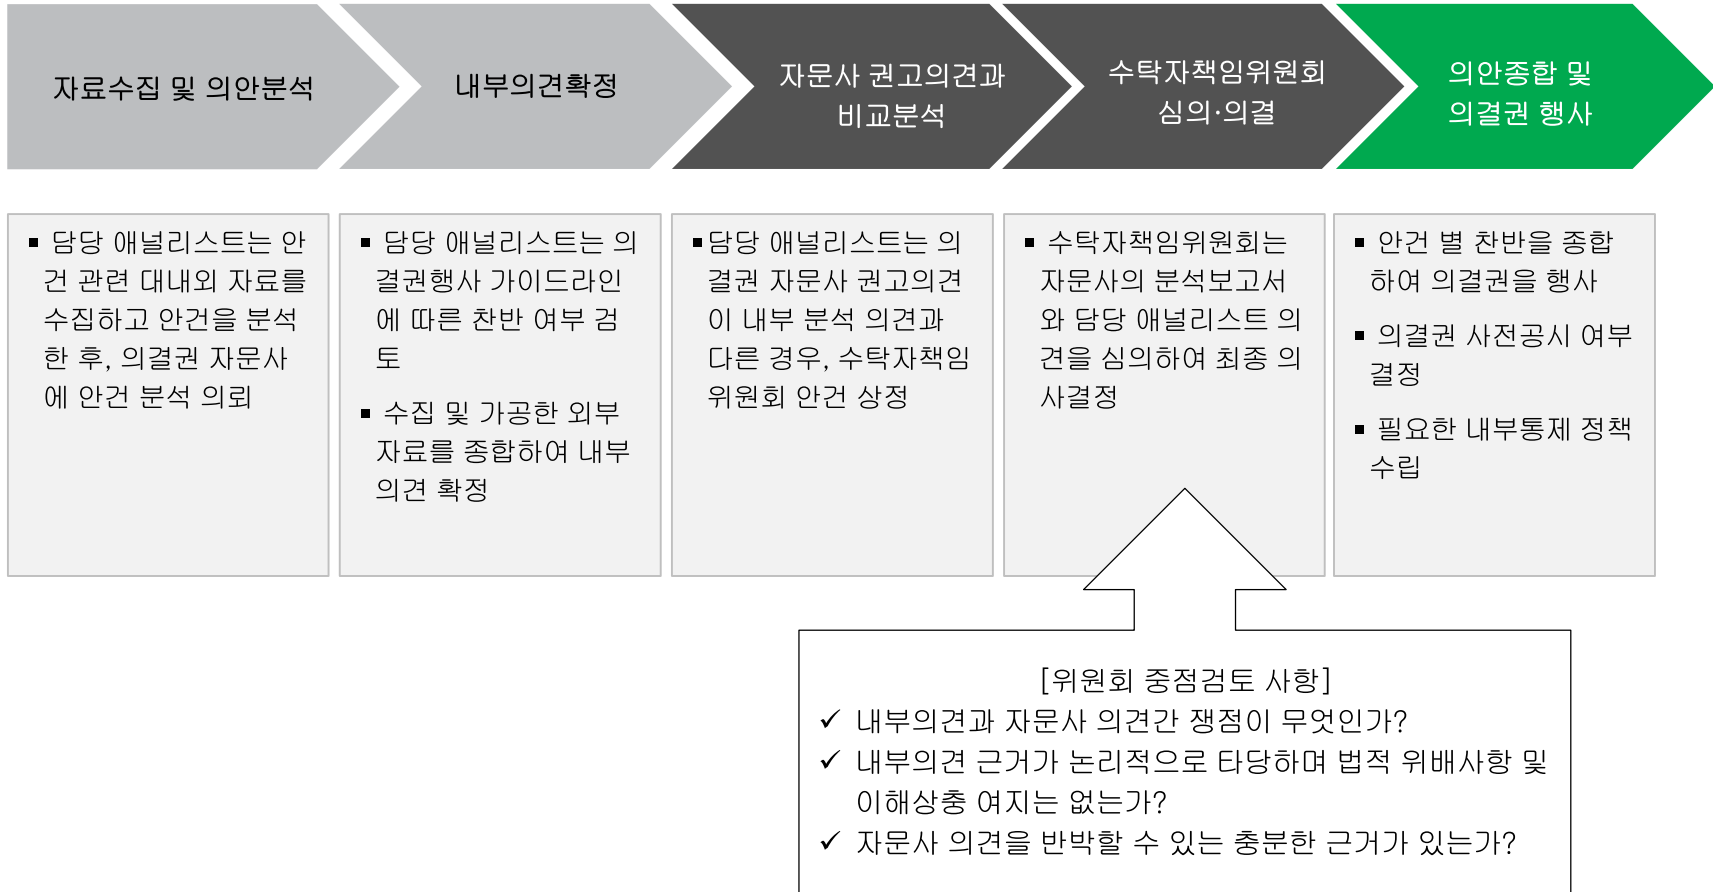 자료수집 및 의안분석
내부의견확정
자문사 권고의견과
비교분석
수탁자책임위원회
심의·의결
의안종합 및
의결권 행사
▪ 담당 애널리스트는 안
건 관련 대내외 자료를
수집하고 안건을 분석
한 후, 의결권 자문사
에 안건 분석 의뢰
▪ 담당 애널리스트는 의
결권행사 가이드라인
에 따른 찬반 여부 검
토
▪ 수집 및 가공한 외부
자료를 종합하여 내부
의견 확정
▪담당 애널리스트는 의
결권 자문사 권고의견
이 내부 분석 의견과
다른 경우, 수탁자책임
위원회 안건 상정
▪ 수탁자책임위원회는
자문사의 분석보고서
와 담당 애널리스트 의
견을 심의하여 최종 의
사결정
▪ 안건 별 찬반을 종합
하여 의결권을 행사
▪ 의결권 사전공시 여부
결정
▪ 필요한 내부통제 정책
수립
[위원회 중점검토 사항]
✓ 내부의견과 자문사 의견간 쟁점이 무엇인가?
✓ 내부의견 근거가 논리적으로 타당하며 법적 위배사항 및
이해상충 여지는 없는가?
✓ 자문사 의견을 반박할 수 있는 충분한 근거가 있는가?